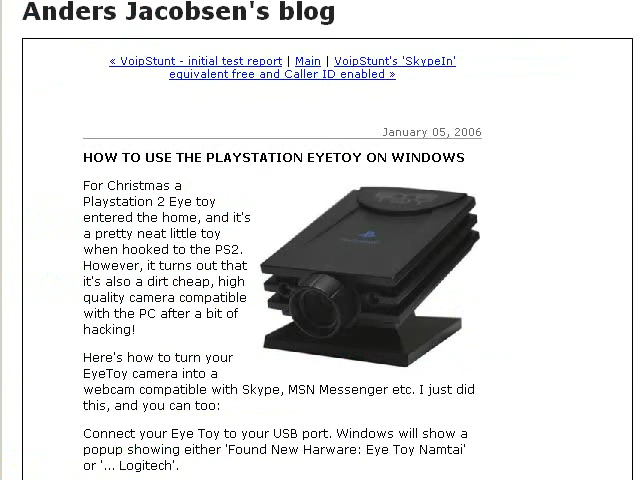 Anders Jacobsen's blog
« VoipStunt - initial test report | Main | VoipStunt's 'SkypeIn'
equivalent free and Caller ID enabled »
January 05, 2006
HOW TO USE THE PLAYSTATION EYETOY ON WINDOWS
For Christmas a
Playstation 2 Eye toy
entered the home, and it's
a pretty neat little toy
when hooked to the PS2.
However, it turns out that
it's also a dirt cheap, high
quality camera compatible
with the PC after a bit of
hacking!
Here's how to turn your
EyeToy camera into a
webcam compatible with Skype, MSN Messenger etc. I just did
this, and you can too:
Connect your Eye Toy to your USB port. Windows will show a
popup showing either 'Found New Harware: Eye Toy Namtai'
or '... Logitech'.